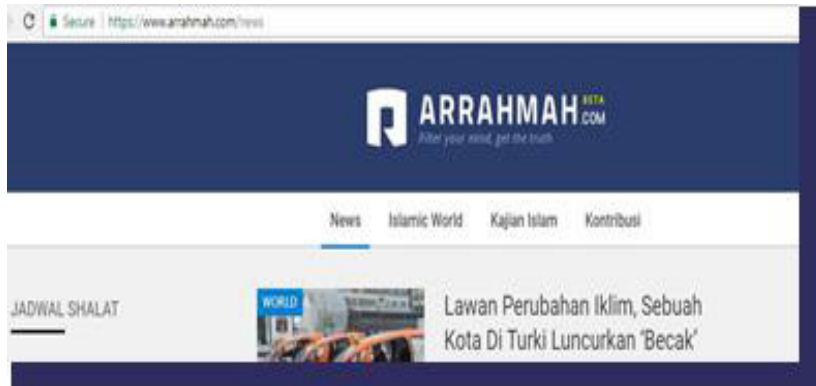 Secure | https://www.arrahmah.com/news
ARRAHMAH BETA .COM
Filter your mind, get the truth
News Islamic World Kajian Islam Kontribusi
JADWAL SHALAT
WORLD
Lawan Perubahan Iklim, Sebuah
Kota Di Turki Luncurkan 'Becak'